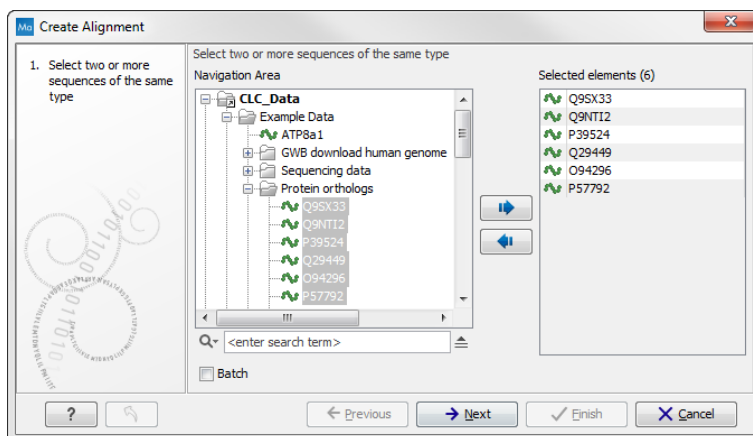 Ma Create Alignment
1. Select two or more
sequences of the same
type
Select two or more sequences of the same type
Navigation Area
CLC_Data
Example Data
ATP8a1
GWB download human genome
Sequencing data
Protein orthologs
Q9SX33
Q9NTI2
P39524
Q29449
O94296
P57792
<enter search term>
Batch
Selected elements (6)
Q9SX33
Q9NTI2
P39524
Q29449
O94296
P57792
?
Previous
Next
Finish
Cancel